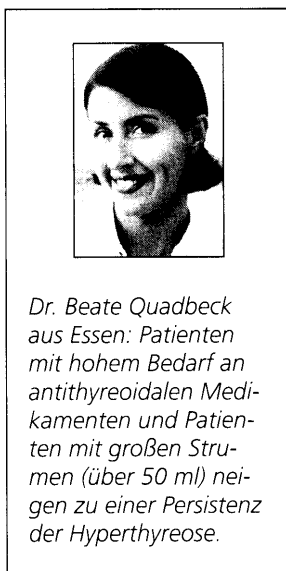 Dr. Beate Quadbeck
aus Essen: Patienten
mit hohem Bedarf an
antithyreoidalen Medi-
kamenten und Patien-
ten mit großen Stru-
men (über 50 ml) nei-
gen zu einer Persistenz
der Hyperthyreose.